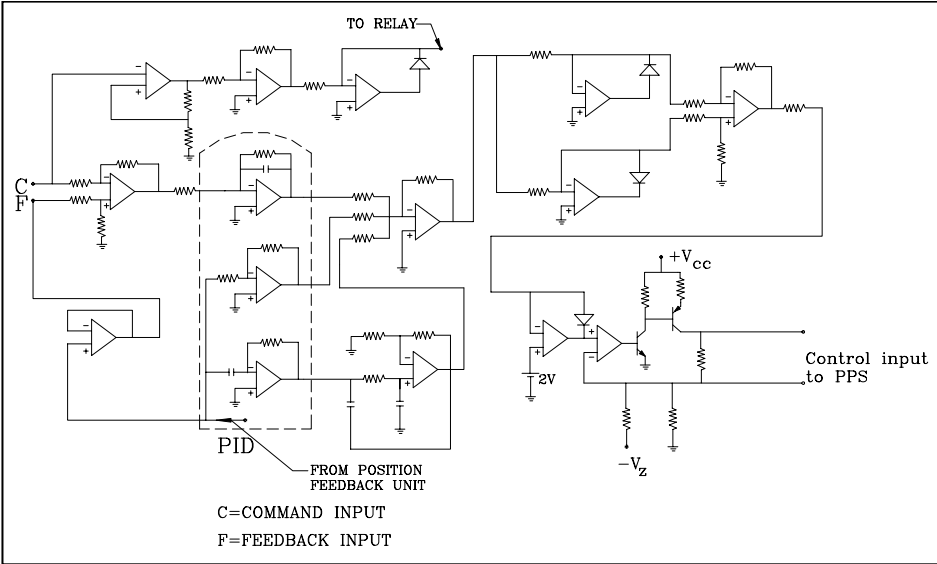 TO RELAY
C
F
+Vcc
2V
Control input
to PPS
-Vz
PID
FROM POSITION
FEEDBACK UNIT
C=COMMAND INPUT
F=FEEDBACK INPUT